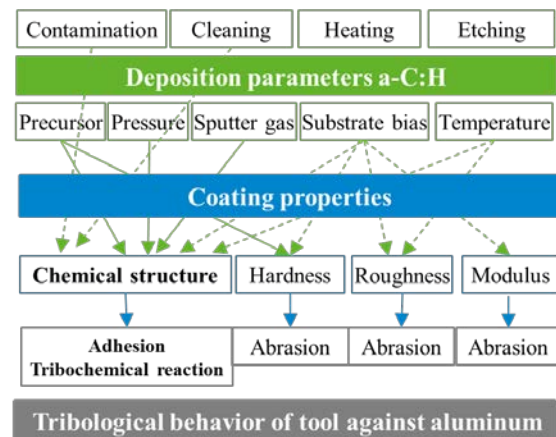 Contamination Cleaning Heating Etching
Deposition parameters a-C:H
Precursor Pressure Sputter gas Substrate bias Temperature
Coating properties
Chemical structure Hardness Roughness Modulus
Adhesion
Tribochemical reaction
Abrasion Abrasion Abrasion
Tribological behavior of tool against aluminum